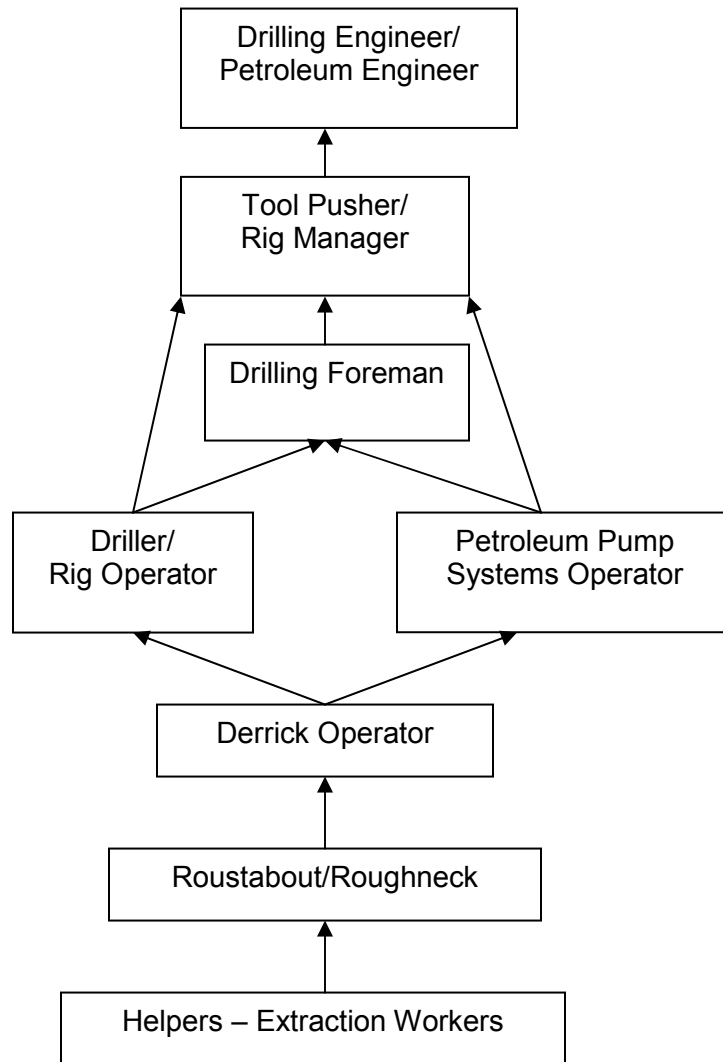 Drilling Engineer/
Petroleum Engineer
Tool Pusher/
Rig Manager
Drilling Foreman
Driller/
Rig Operator
Petroleum Pump
Systems Operator
Derrick Operator
Roustabout/Roughneck
Helpers – Extraction Workers